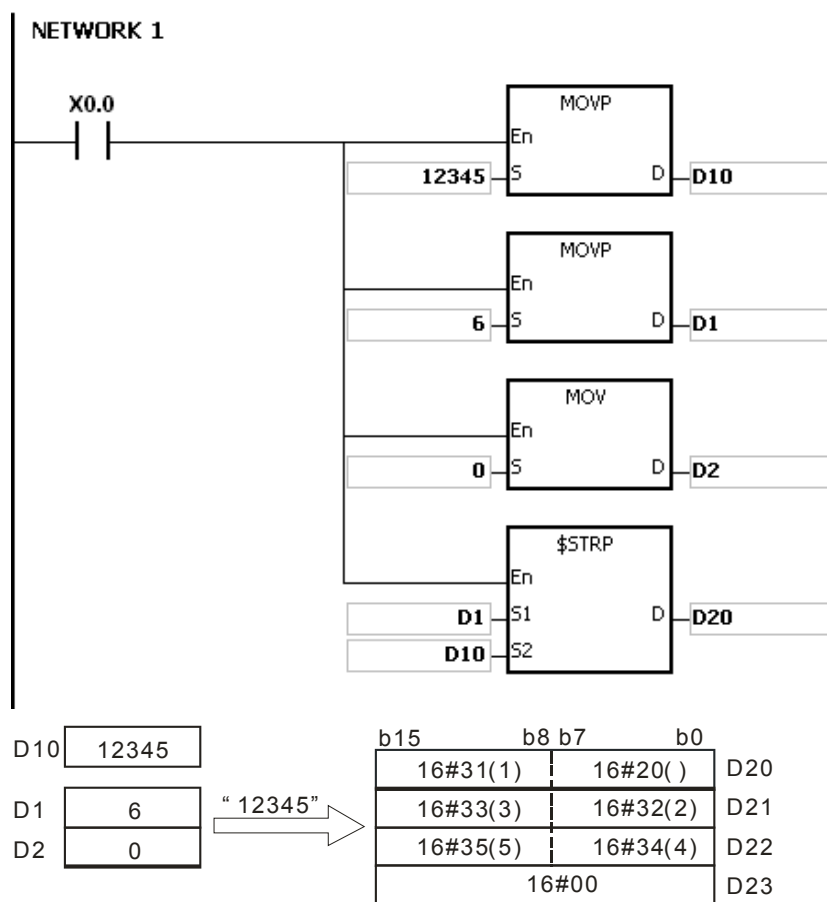 NETWORK 1
X0.0
MOVP
En
12345 S D D10
MOVP
En
6 S D D1
MOV
En
0 S D D2
$STRP
En
D1 S1 D D20
D10 S2
b15 b8 b7 b0
D10 12345
16#31(1) 16#20( ) D20
D1 6 “ 12345” 16#33(3) 16#32(2) D21
D2 0 16#35(5) 16#34(4) D22
16#00 D23